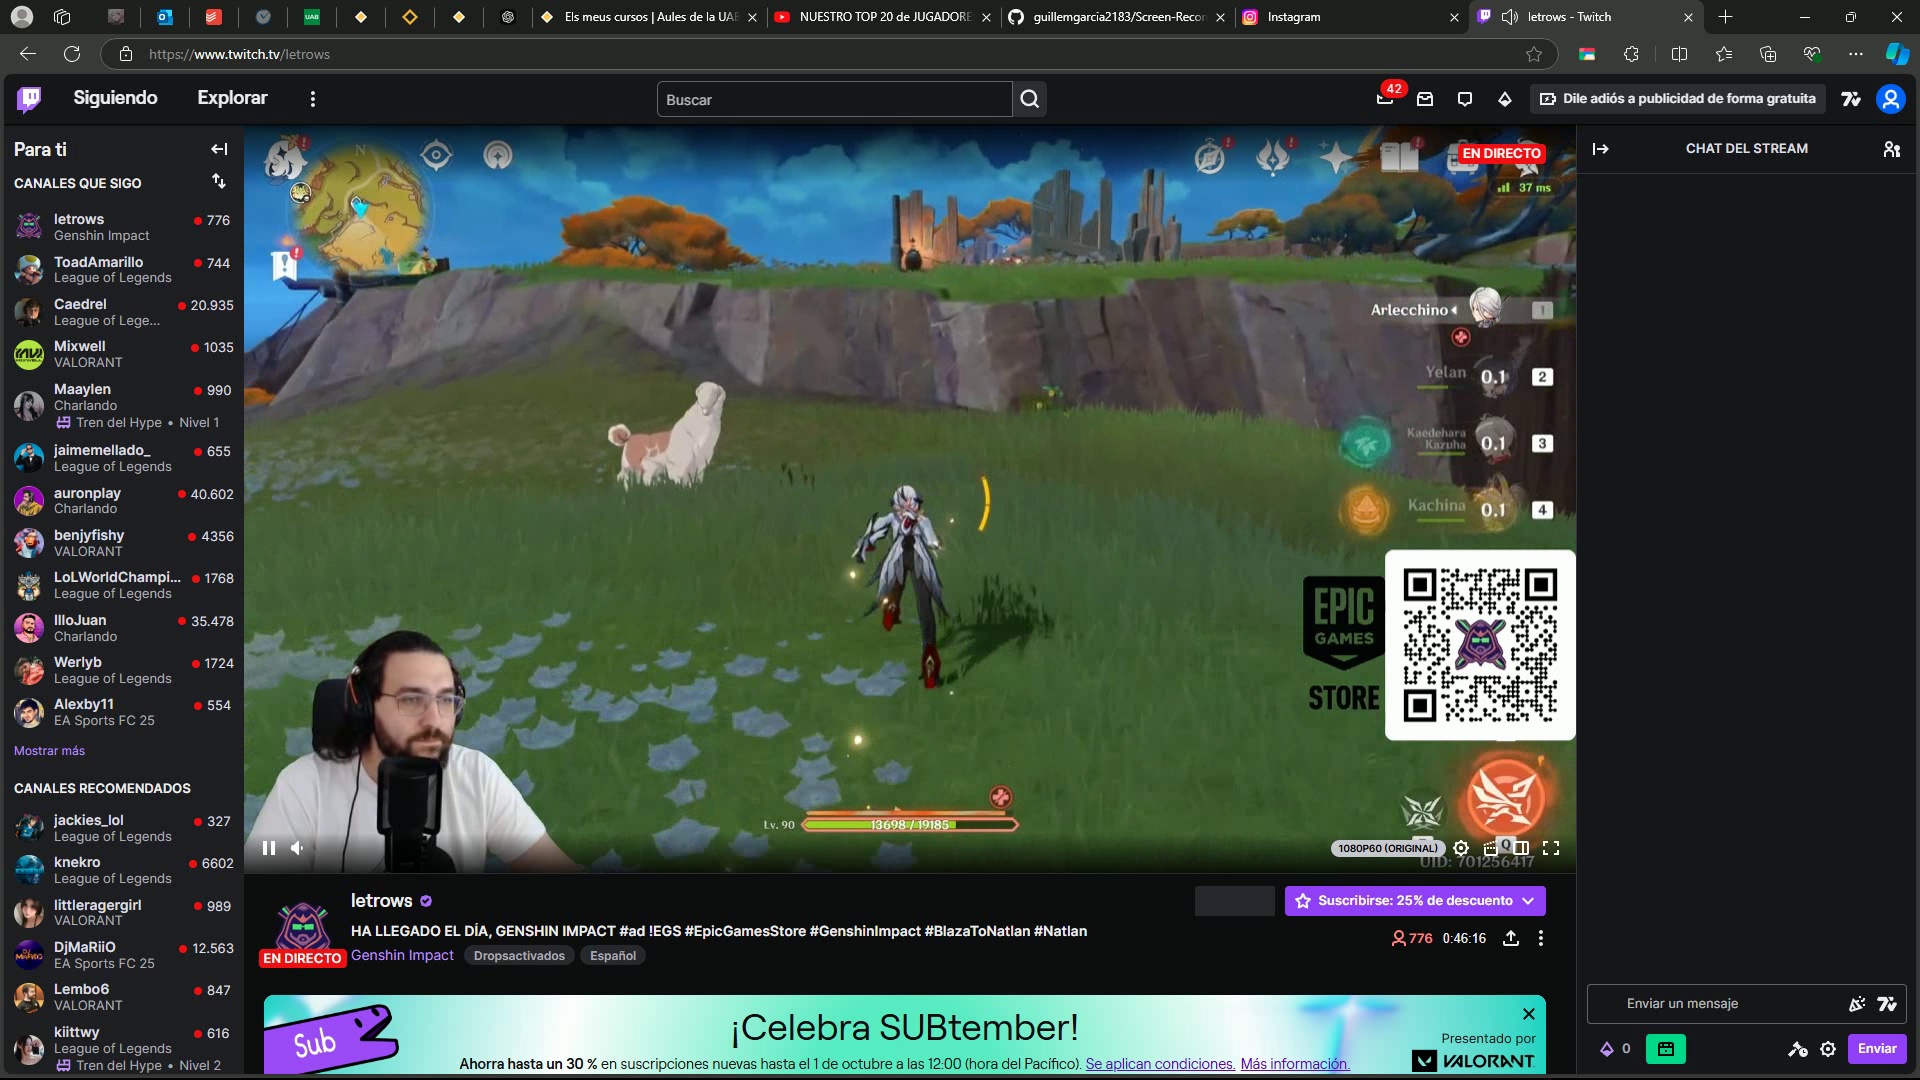 UAB
Els meus cursos | Aules de la UAB
NUESTRO TOP 20 de JUGADORE
guillemgarcia2183/Screen-Recor
Instagram
letrows - Twitch
https://www.twitch.tv/letrows
Siguiendo
Explorar
Buscar
42
Dile adiós a publicidad de forma gratuita
Para ti
CANALES QUE SIGO
letrows
776
Genshin Impact
ToadAmarillo
744
League of Legends
Caedrel
20.935
League of Lege...
Mixwell
1035
VALORANT
Maaylen
990
Charlando
Tren del Hype • Nivel 1
jaimemellado_
655
League of Legends
auronplay
40.602
Charlando
benjyfishy
4356
VALORANT
LoLWorldChampi...
1768
League of Legends
IlloJuan
35.478
Charlando
Werlyb
1724
League of Legends
Alexby11
554
EA Sports FC 25
Mostrar más
CANALES RECOMENDADOS
jackies_lol
327
League of Legends
knekro
6602
League of Legends
littleragergirl
989
VALORANT
DjMaRiiO
12.563
EA Sports FC 25
Lembo6
847
VALORANT
kiittwy
616
League of Legends
Tren del Hype • Nivel 2
N
EN DIRECTO
37 ms
Arlecchino
1
Yelan
0.1
2
Kaedehara
Kazuha
0.1
3
Kachina
0.1
4
EPIC
GAMES
STORE
Lv. 90
13698 / 19185
1080P60 (ORIGINAL)
Q
UID: 701256417
letrows
Suscribirse: 25% de descuento
HA LLEGADO EL DÍA, GENSHIN IMPACT #ad !EGS #EpicGamesStore #GenshinImpact #BlazaToNatlan #Natlan
776
0:46:16
EN DIRECTO
Genshin Impact
Dropsactivados
Español
Sub
¡Celebra SUBtember!
Ahorra hasta un 30 % en suscripciones nuevas hasta el 1 de octubre a las 12:00 (hora del Pacífico). Se aplican condiciones. Más información.
Presentado por
VALORANT
CHAT DEL STREAM
Enviar un mensaje
0
Enviar